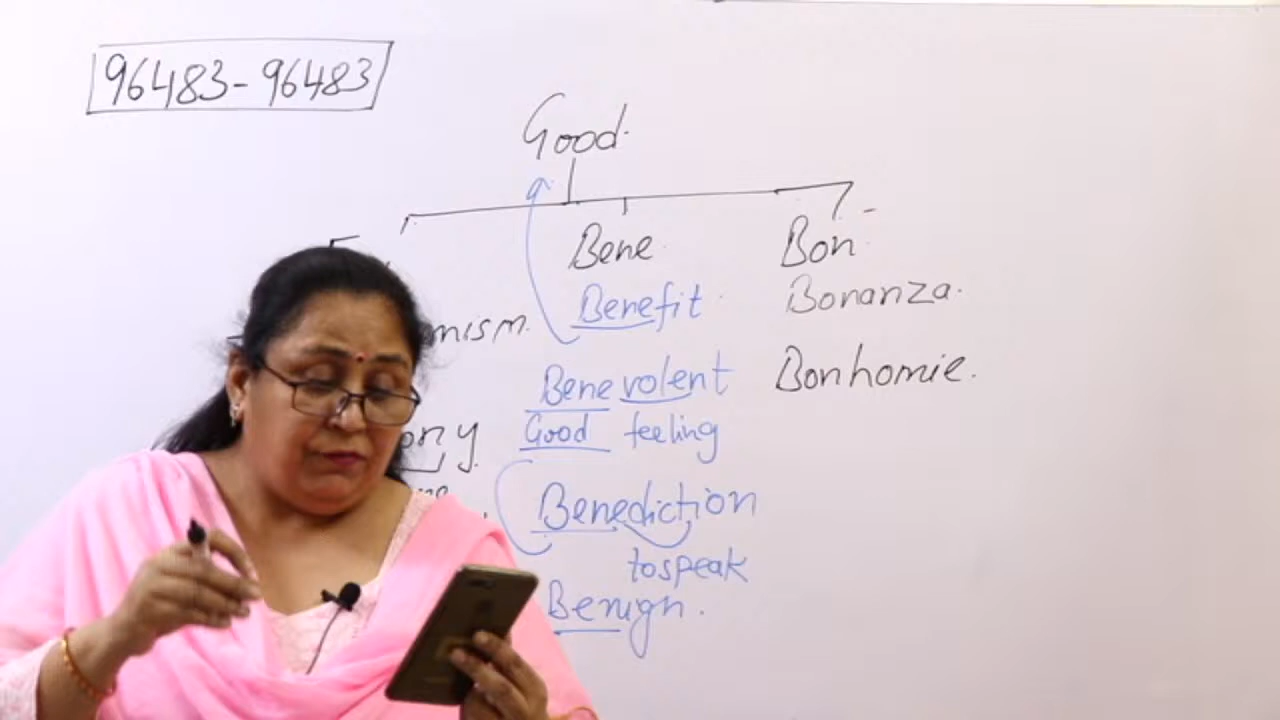 96483-96483
Good
Bene
Bon
Benefit
Bonanza
Benevolent
Bonhomie
Good feeling
Benediction
to speak
Benign